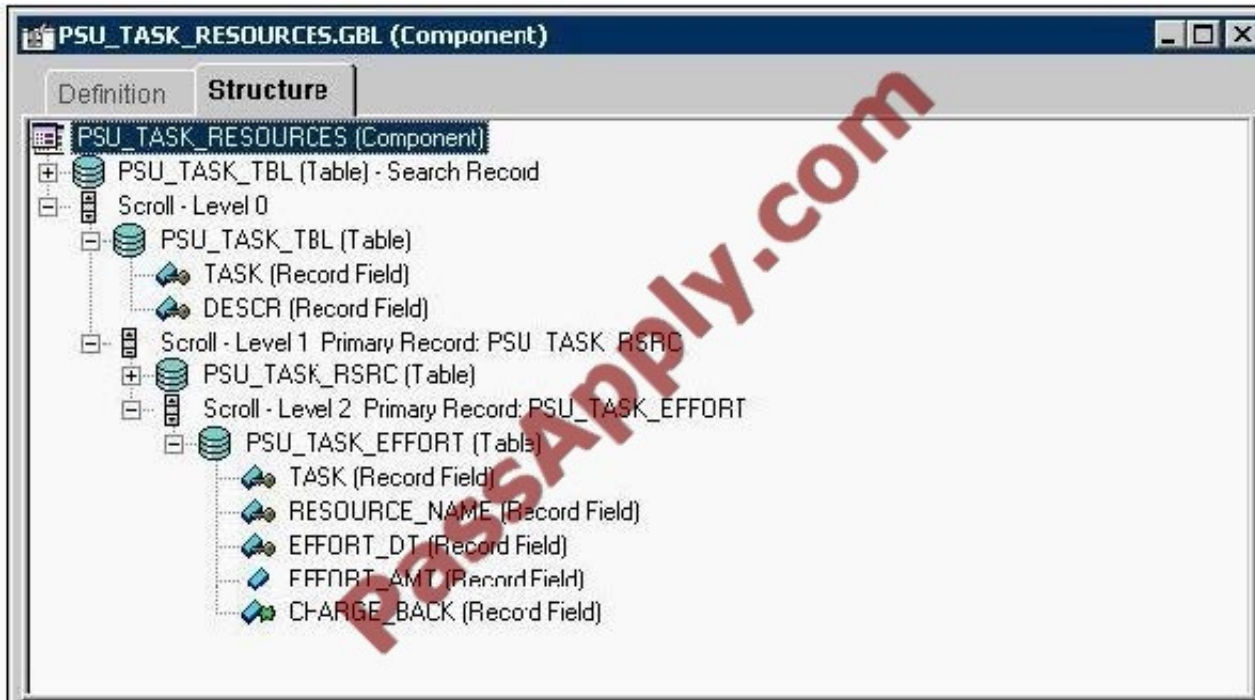 PSU_TASK_RESOURCES.GBL (Component)
Definition
Structure
PSU_TASK_RESOURCES (Component)
PSU_TASK_TBL (Table) - Search Record
Scroll - Level 0
PSU_TASK_TBL (Table)
TASK (Record Field)
DESCR (Record Field)
Scroll - Level 1 Primary Record: PSU_TASK_RSRC
PSU_TASK_RSRC (Table)
Scroll - Level 2 Primary Record: PSU_TASK_EFFORT
PSU_TASK_EFFORT (Table)
TASK (Record Field)
RESOURCE_NAME (Record Field)
EFFORT_DT (Record Field)
EFFORT_AMT (Record Field)
CHARGE_BACK (Record Field)
PassApply.com